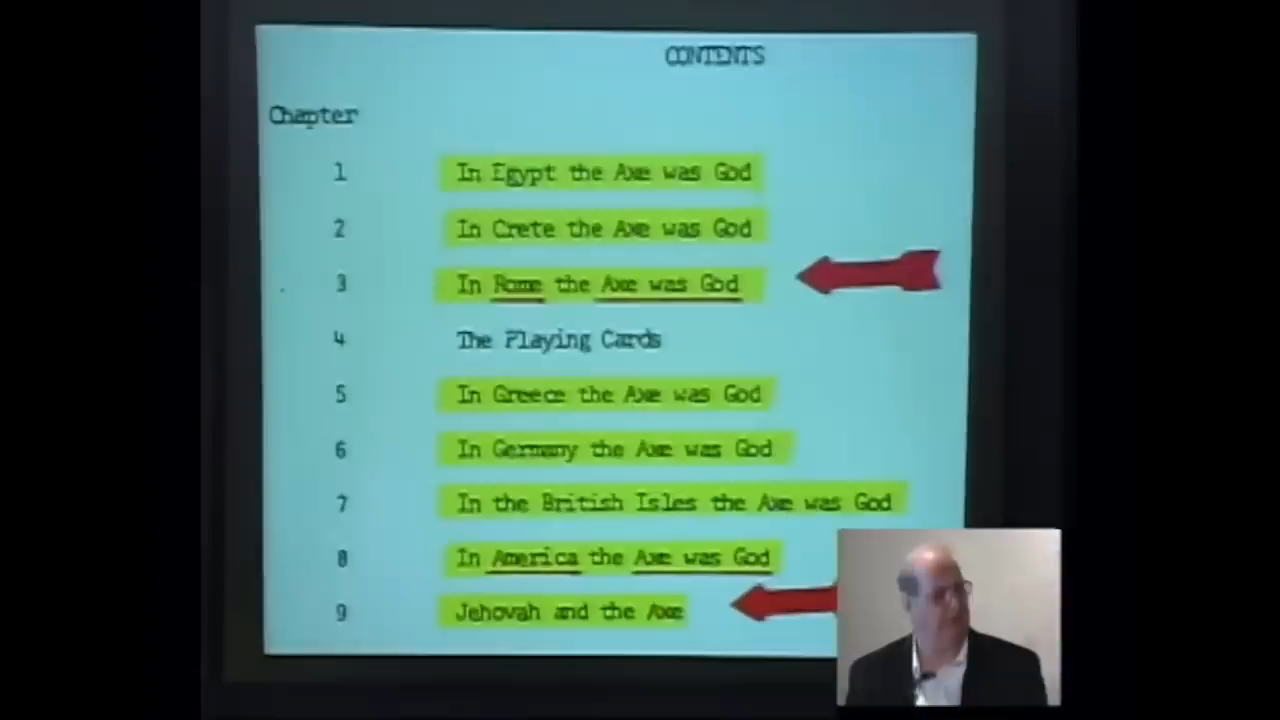 CONTENTS
Chapter
1 In Egypt the Axe was God
2 In Crete the Axe was God
3 In Rome the Axe was God
4 The Playing Cards
5 In Greece the Axe was God
6 In Germany the Axe was God
7 In the British Isles the Axe was God
8 In America the Axe was God
9 Jehovah and the Axe